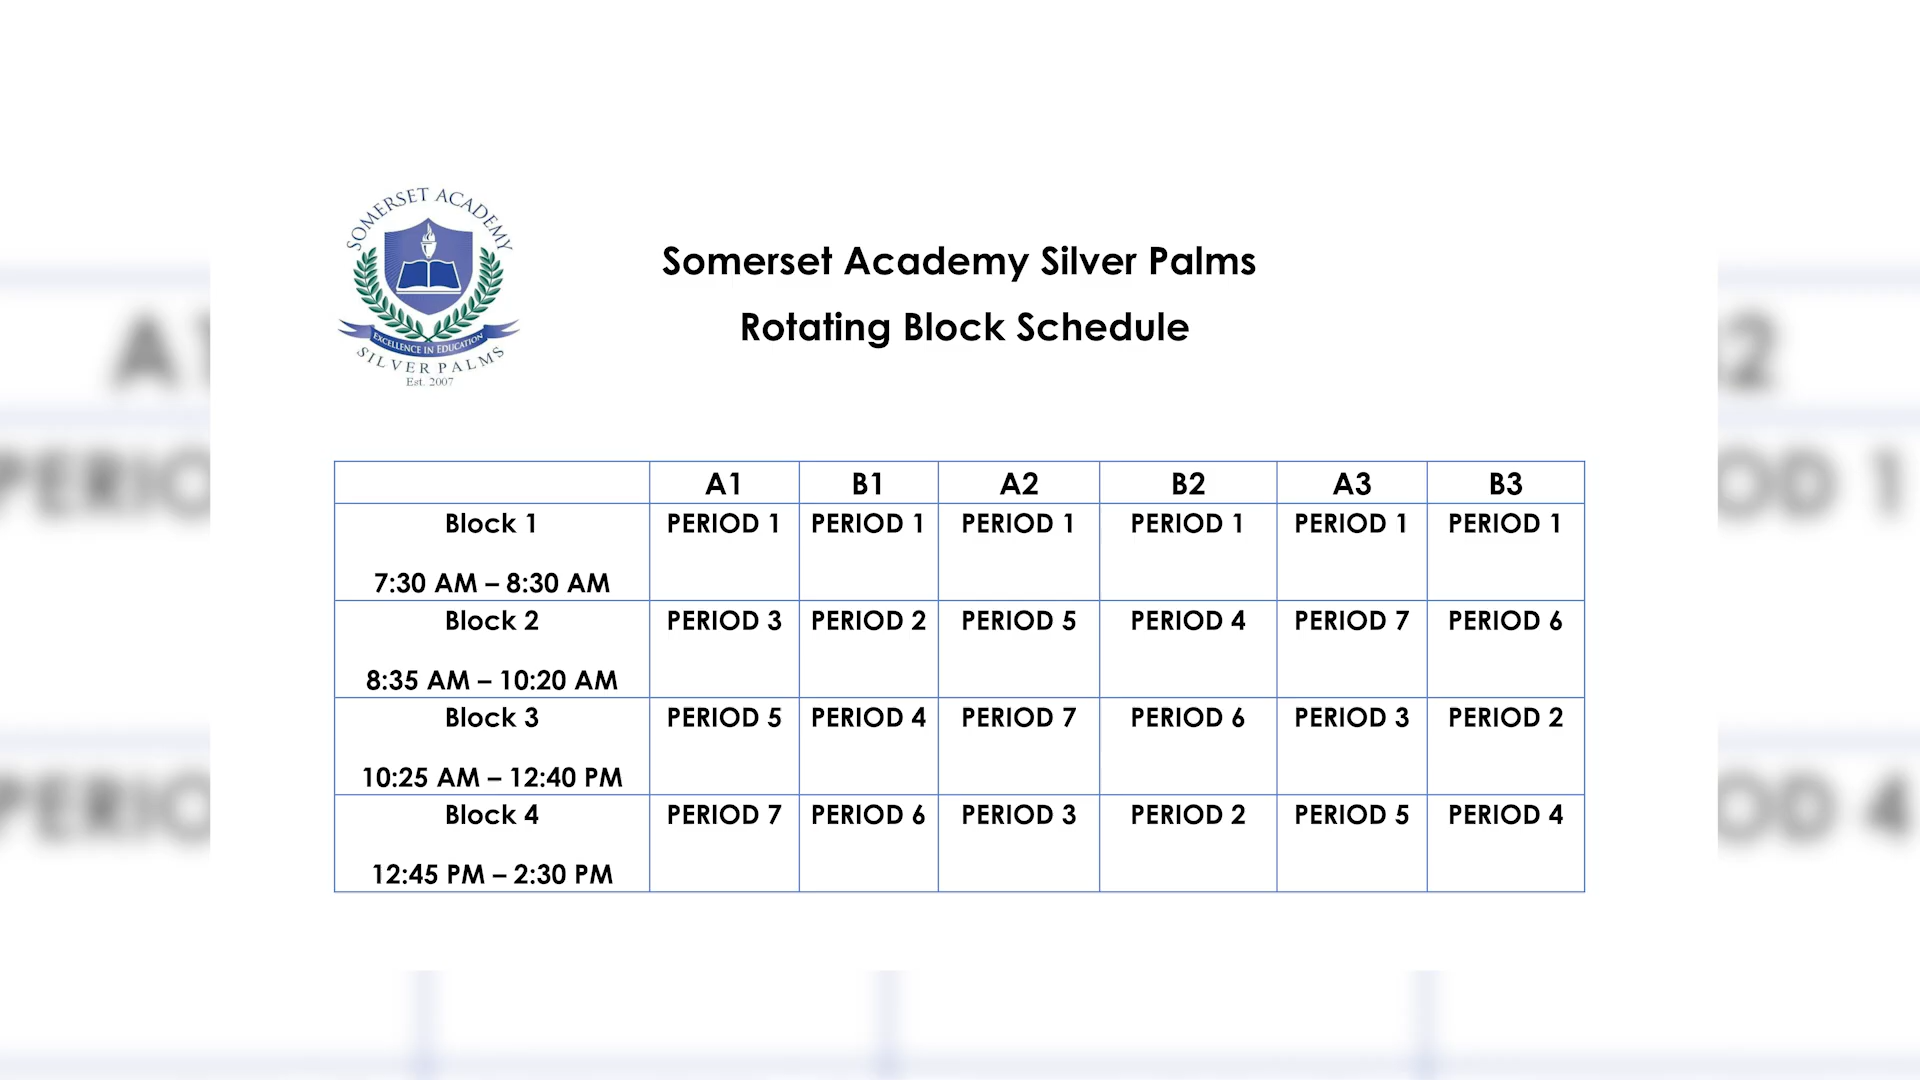 SOMERSET ACADEMY
EXCELLENCE IN EDUCATION
SILVER PALMS
Est. 2007
Somerset Academy Silver Palms
Rotating Block Schedule
A1 B1 A2 B2 A3 B3
Block 1 PERIOD 1 PERIOD 1 PERIOD 1 PERIOD 1 PERIOD 1 PERIOD 1
7:30 AM – 8:30 AM
Block 2 PERIOD 3 PERIOD 2 PERIOD 5 PERIOD 4 PERIOD 7 PERIOD 6
8:35 AM – 10:20 AM
Block 3 PERIOD 5 PERIOD 4 PERIOD 7 PERIOD 6 PERIOD 3 PERIOD 2
10:25 AM – 12:40 PM
Block 4 PERIOD 7 PERIOD 6 PERIOD 3 PERIOD 2 PERIOD 5 PERIOD 4
12:45 PM – 2:30 PM